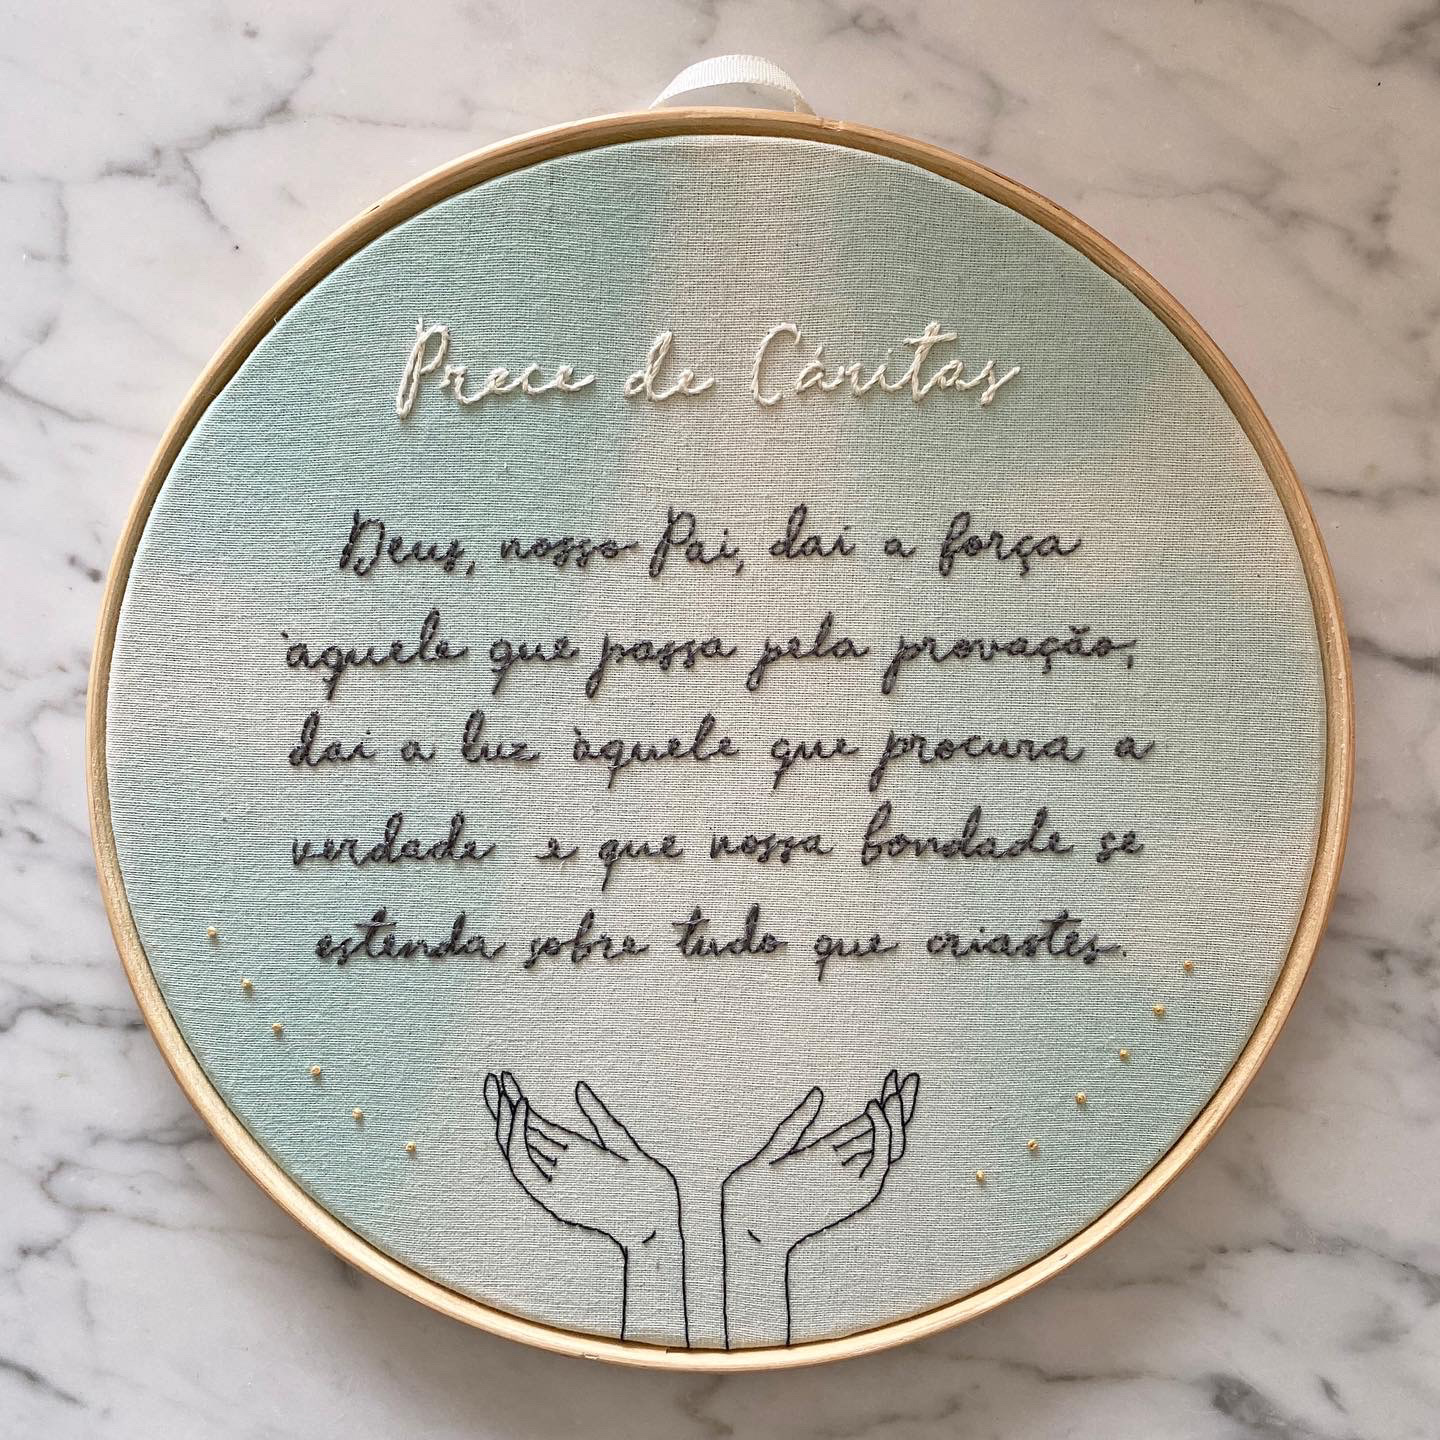 Prece de Cáritas
Deus, nosso Pai, dai a força
àquele que passa pela provação,
dai a luz àquele que procura a
verdade e que nossa bondade se
estenda sobre tudo que criastes.